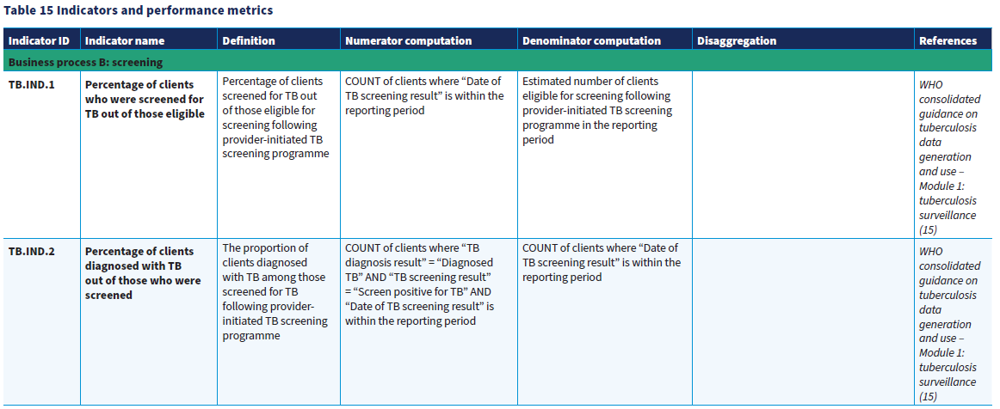 Table 15 Indicators and performance metrics
Indicator ID Indicator name Definition Numerator computation Denominator computation Disaggregation References
Business process B: screening
TB.IND.1
Percentage of clients
who were screened for
TB out of those eligible
Percentage of clients
screened for TB out
of those eligible for
screening following
provider-initiated TB
screening programme
COUNT of clients where “Date of
TB screening result” is within the
reporting period
Estimated number of clients
eligible for screening following
provider-initiated TB screening
programme in the reporting
period
WHO
consolidated
guidance on
tuberculosis
data
generation
and use –
Module 1:
tuberculosis
surveillance
(15)
TB.IND.2
Percentage of clients
diagnosed with TB
out of those who were
screened
The proportion of
clients diagnosed
with TB among those
screened for TB
following provider-
initiated TB screening
programme
COUNT of clients where “TB
diagnosis result” = “Diagnosed
TB” AND “TB screening result”
= “Screen positive for TB” AND
“Date of TB screening result” is
within the reporting period
COUNT of clients where “Date
of TB screening result” is within the
reporting period
WHO
consolidated
guidance on
tuberculosis
data
generation
and use –
Module 1:
tuberculosis
surveillance
(15)